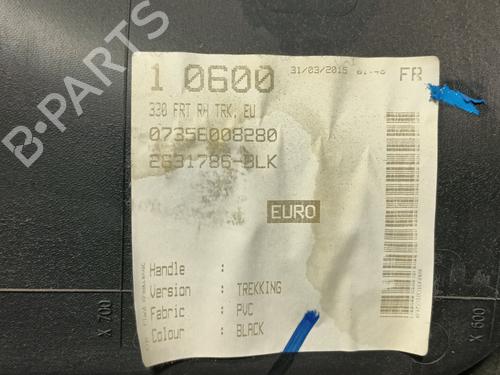 B-PARTS
1 0600
31/03/2015
FR
330 FRT RH TRK. EU
0735E008280
2831786-BLK
EURO
Handle :
Version : TREKKING
Fabric : PVC
Colour : BLACK
X 700
X 600